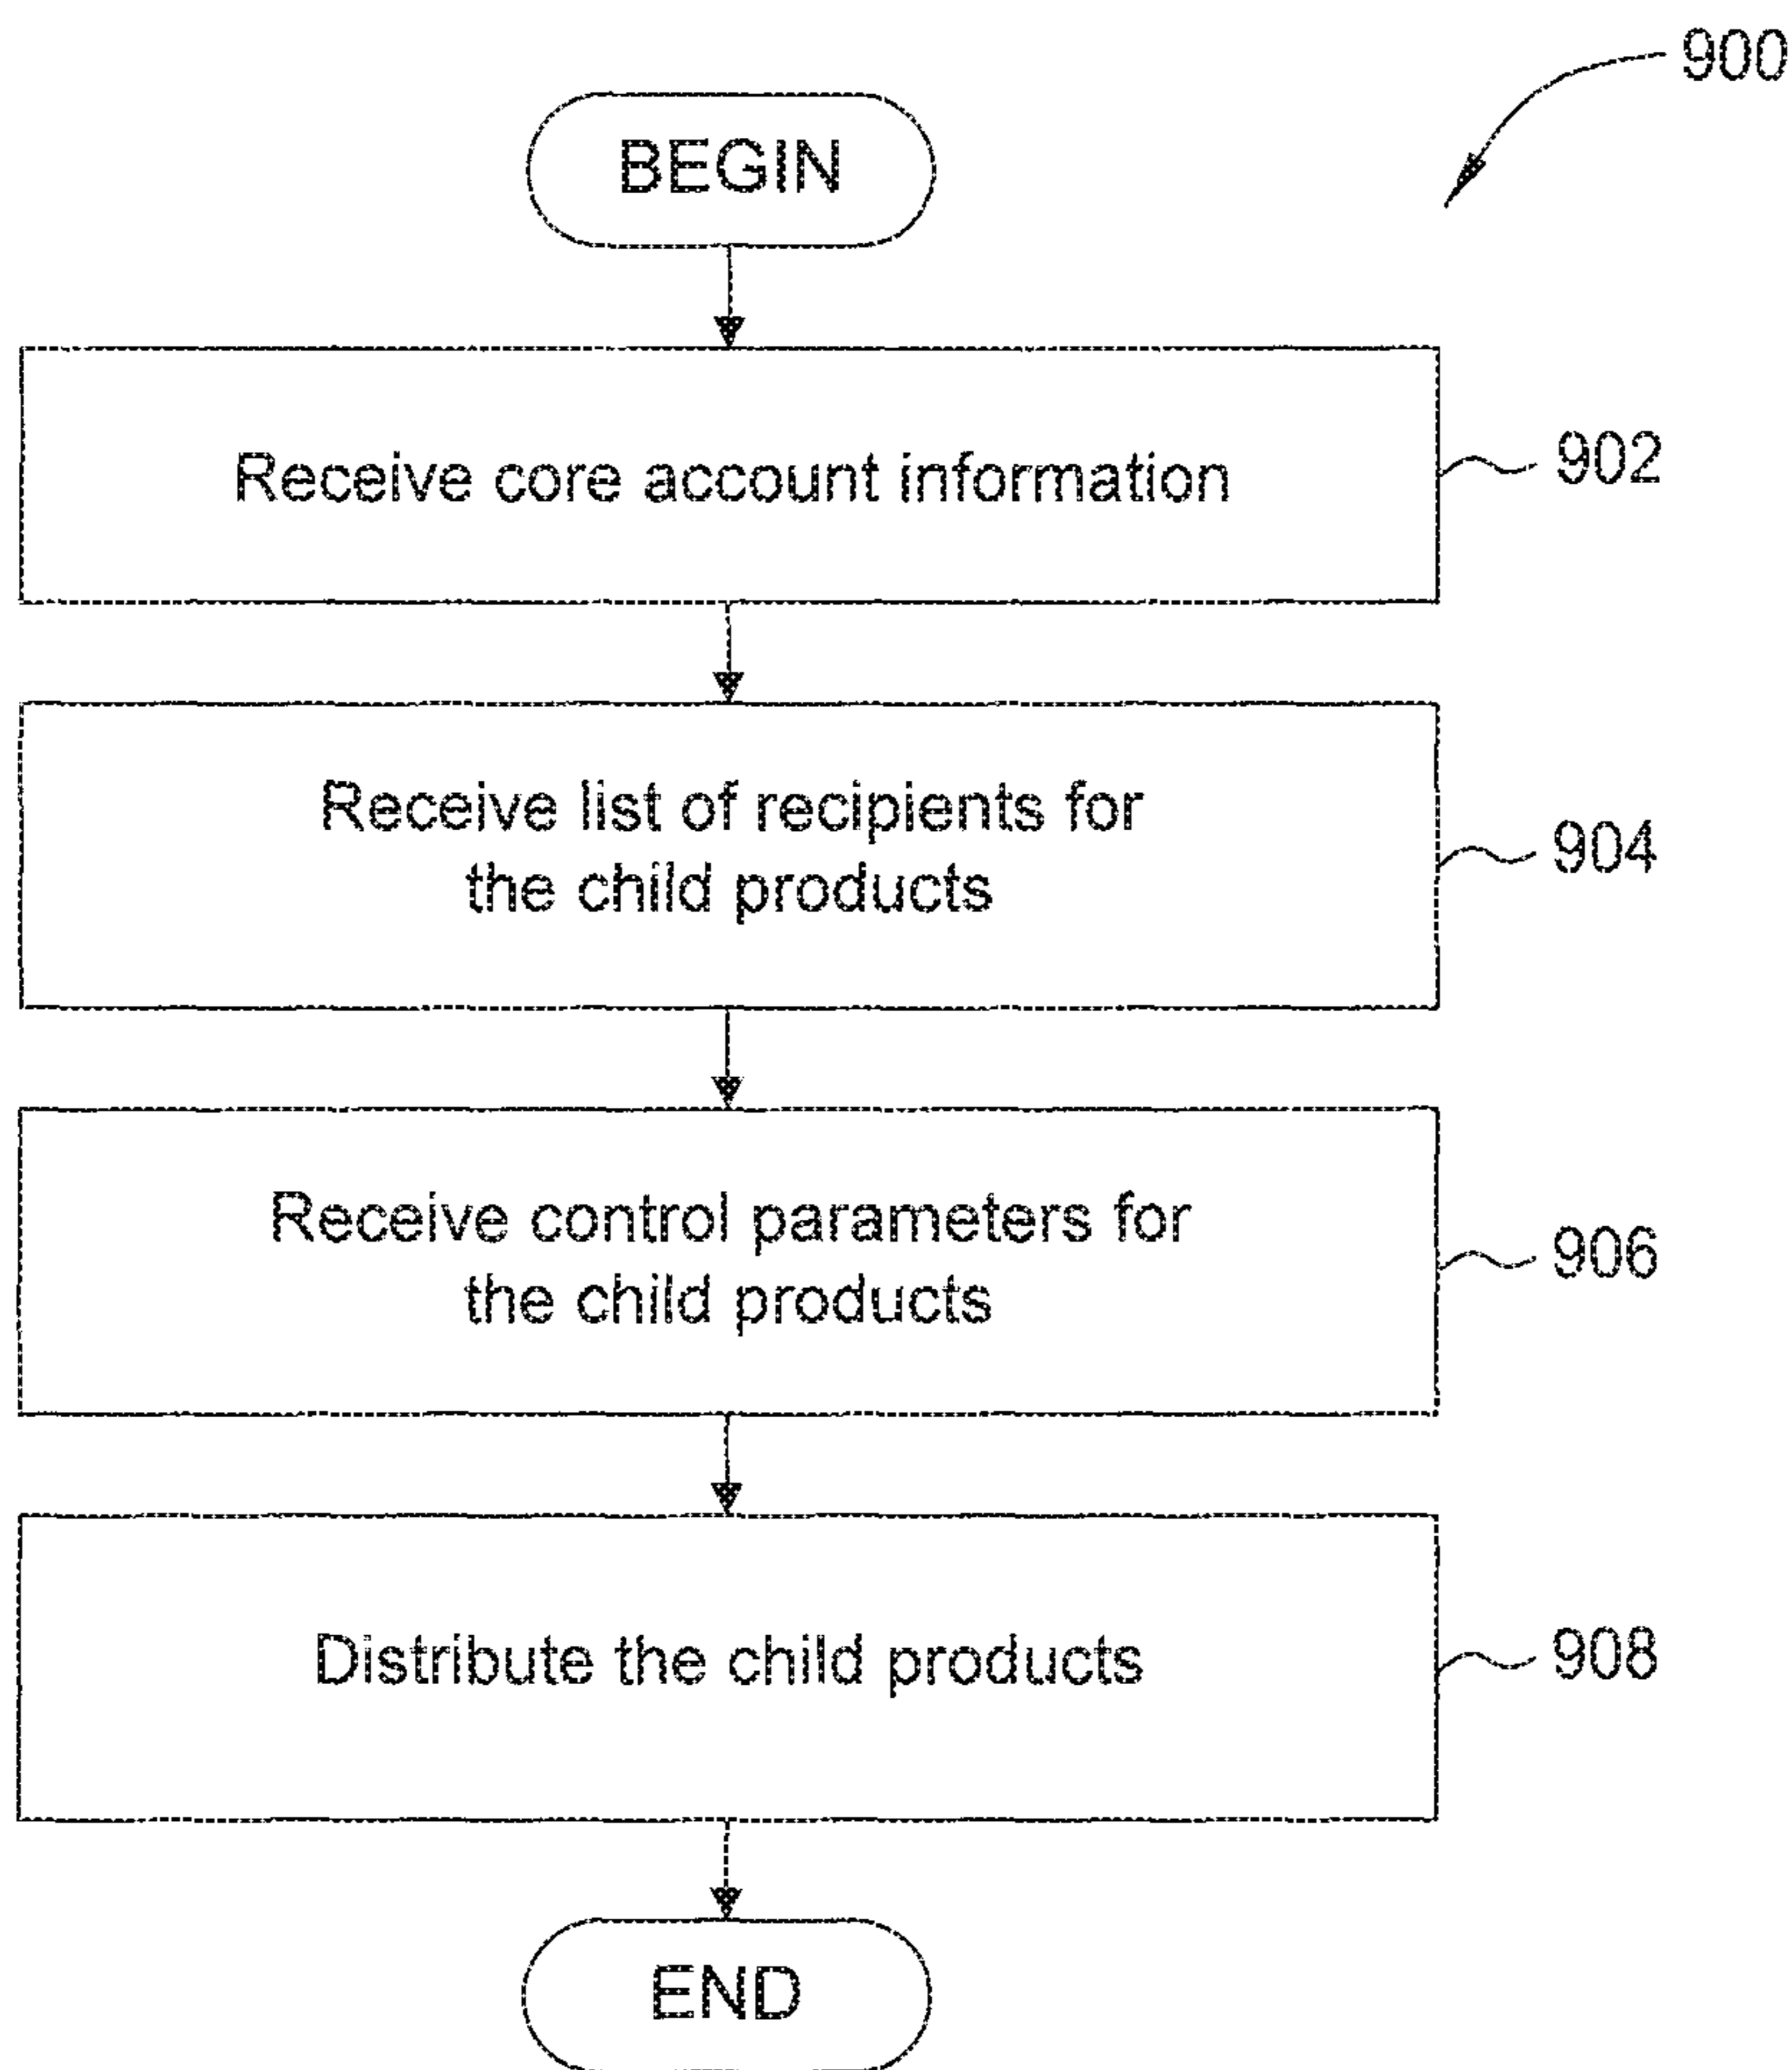 900
BEGIN
Receive core account information
902
Receive list of recipients for
the child products
904
Receive control parameters for
the child products
906
Distribute the child products
908
END